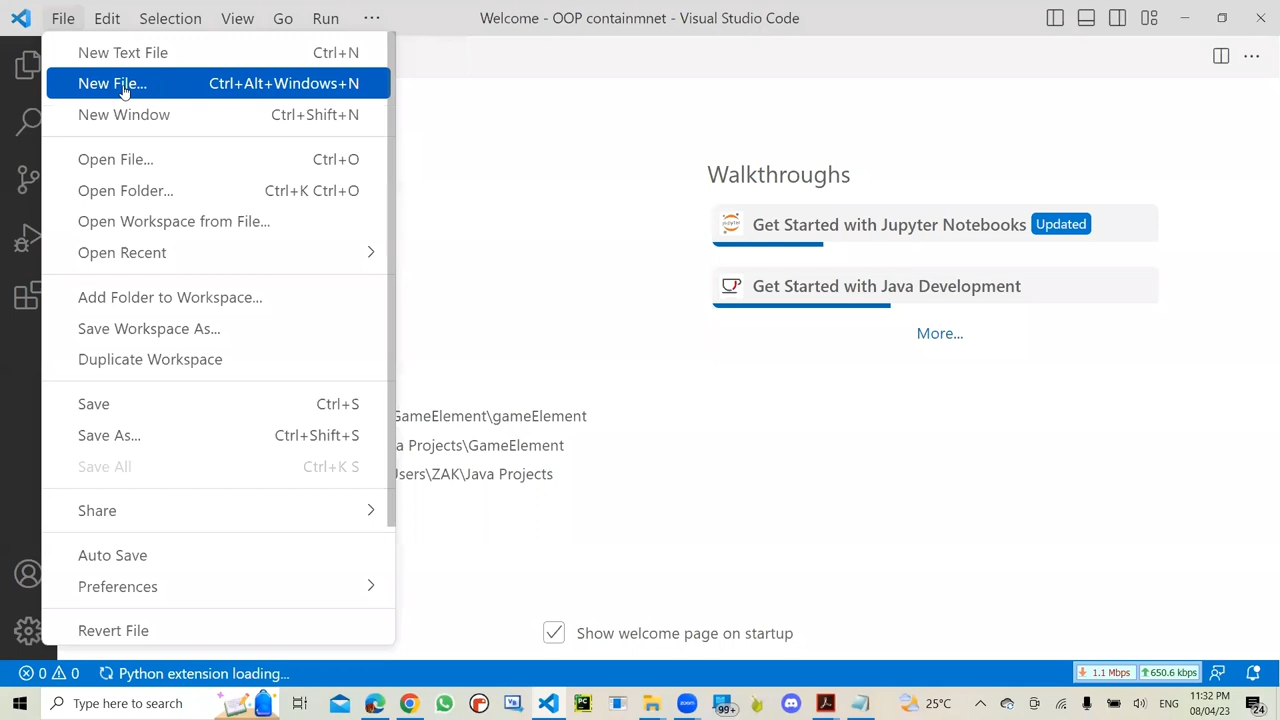 File Edit Selection View Go Run ··· Welcome - OOP containmnet - Visual Studio Code
New Text File Ctrl+N
New File... Ctrl+Alt+Windows+N
New Window Ctrl+Shift+N
Open File... Ctrl+O
Open Folder... Ctrl+K Ctrl+O
Open Workspace from File...
Open Recent
Add Folder to Workspace...
Save Workspace As...
Duplicate Workspace
Save Ctrl+S
Save As... Ctrl+Shift+S
Save All Ctrl+K S
Share
Auto Save
Preferences
Revert File
Walkthroughs
Get Started with Jupyter Notebooks Updated
Get Started with Java Development
More...
GameElement\gameElement
a Projects\GameElement
Users\ZAK\Java Projects
Show welcome page on startup
0 0 Python extension loading... 1.1 Mbps 650.6 kbps
Type here to search 99+ 25°C ENG 11:32 PM
08/04/23 24